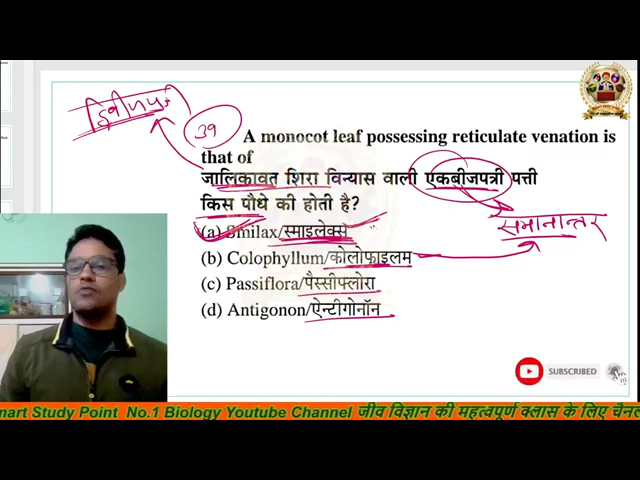 द्विबीजपत्री
39
A monocot leaf possessing reticulate venation is
that of
जालिकावत शिरा विन्यास वाली एकबीजपत्री पत्ती
किस पौधे की होती है?
समानान्तर
(a) Smilax/स्माइलेक्से
(b) Colophyllum/कोलोफ़ाइलम
(c) Passiflora/पैस्सीफ्लोरा
(d) Antigonon/ऐन्टीगोनॉन
SUBSCRIBED
mart Study Point No.1 Biology Youtube Channel जीव विज्ञान की महत्वपूर्ण क्लास के लिए चैनल